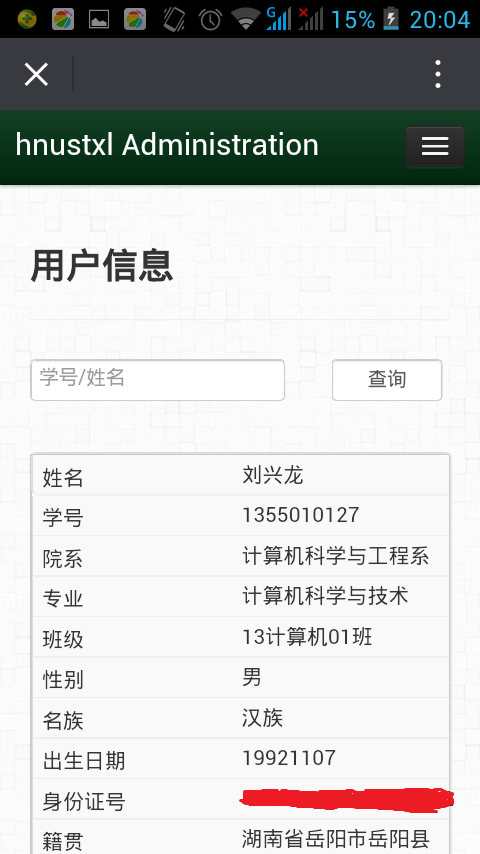 G 15% 20:04
hnustxl Administration
用户信息
学号/姓名 查询
姓名 刘兴龙
学号 1355010127
院系 计算机科学与工程系
专业 计算机科学与技术
班级 13计算机01班
性别 男
名族 汉族
出生日期 19921107
身份证号
籍贯 湖南省岳阳市岳阳县